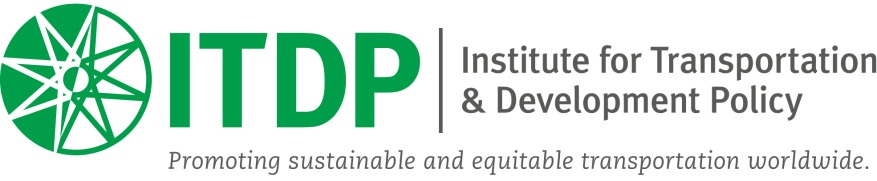 ITDP
Institute for Transportation
& Development Policy
Promoting sustainable and equitable transportation worldwide.